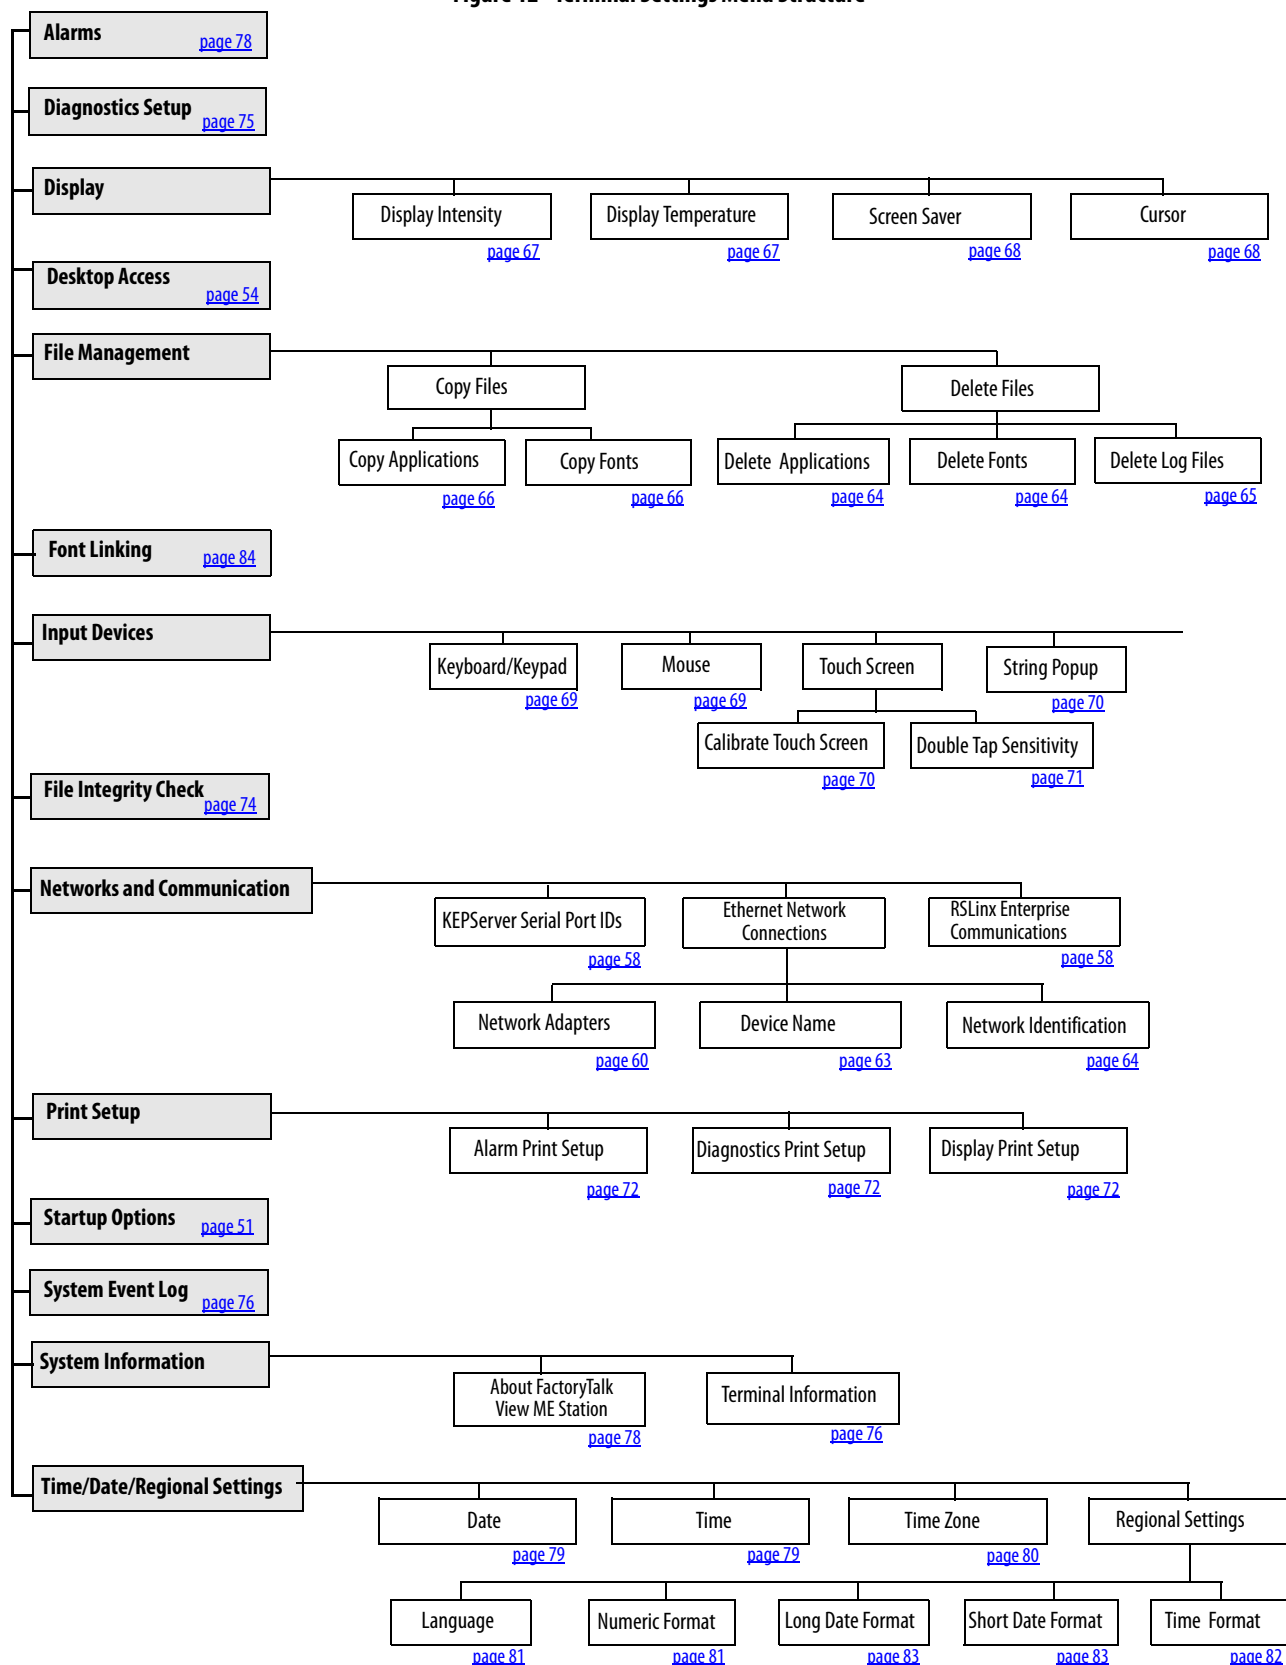 Figure 12 - Terminal Settings Menu Structure
Alarms
page 78
Diagnostics Setup
page 75
Display
Display Intensity
Display Temperature
Screen Saver
Cursor
page 67
page 67
page 68
page 68
Desktop Access
page 54
File Management
Copy Files
Delete Files
Copy Applications
Copy Fonts
Delete Applications
Delete Fonts
Delete Log Files
page 66
page 66
page 64
page 64
page 65
Font Linking
page 84
Input Devices
Keyboard/Keypad
Mouse
Touch Screen
String Popup
page 69
page 69
page 70
Calibrate Touch Screen
Double Tap Sensitivity
page 70
page 71
File Integrity Check
page 74
Networks and Communication
KEPServer Serial Port IDs
Ethernet Network
Connections
RSLinx Enterprise
Communications
page 58
page 58
Network Adapters
Device Name
Network Identification
page 60
page 63
page 64
Print Setup
Alarm Print Setup
Diagnostics Print Setup
Display Print Setup
page 72
page 72
page 72
Startup Options
page 51
System Event Log
page 76
System Information
About FactoryTalk
View ME Station
Terminal Information
page 78
page 76
Time/Date/Regional Settings
Date
Time
Time Zone
Regional Settings
page 79
page 79
page 80
Language
Numeric Format
Long Date Format
Short Date Format
Time Format
page 81
page 81
page 83
page 83
page 82